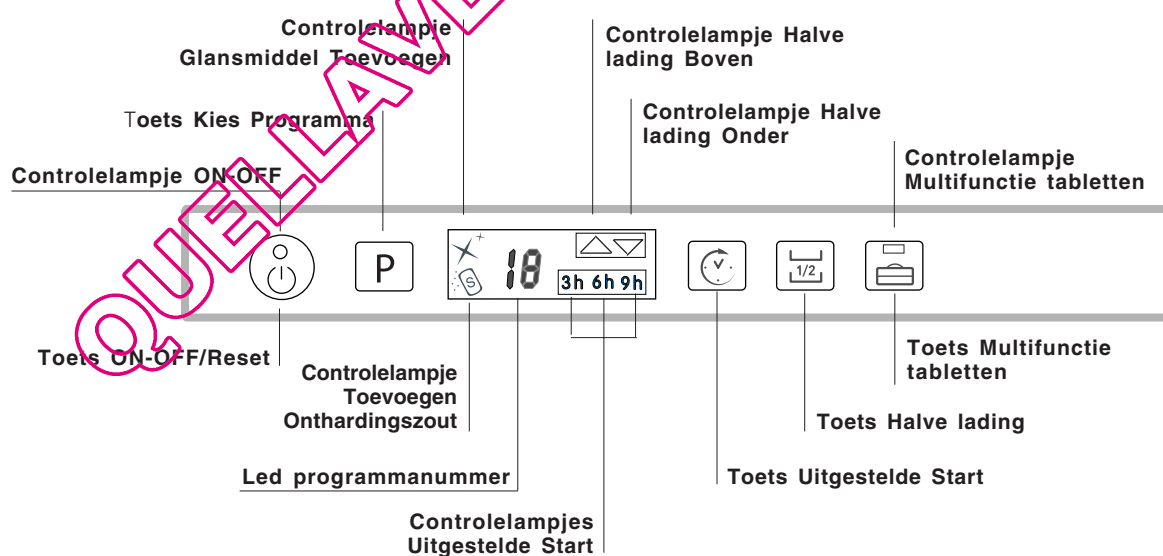 Controlelampje
Glansmiddel Toevoegen
Controlelampje Halve
lading Boven
Toets Kies Programma
Controlelampje Halve
lading Onder
Controlelampje ON-OFF
Controlelampje
Multifunctie tabletten
P
S
18
3h 6h 9h
1/2
Toets ON-OFF/Reset
Controlelampje
Toevoegen
Onthardingszout
Toets Multifunctie
tabletten
Toets Halve lading
Led programmanummer
Toets Uitgestelde Start
Controlelampjes
Uitgestelde Start